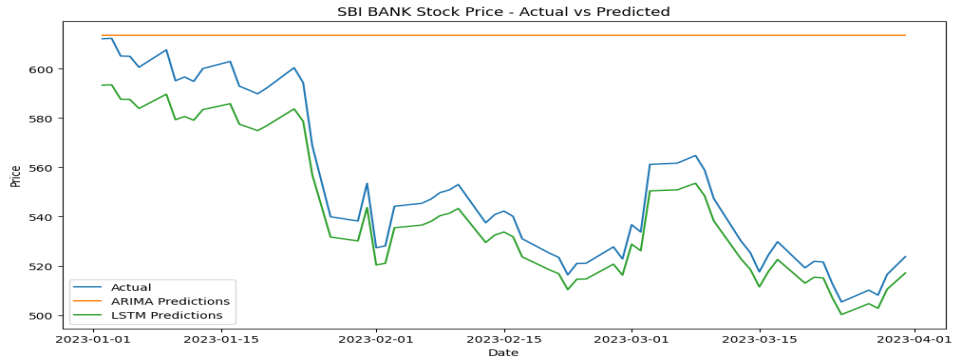 SBI BANK Stock Price - Actual vs Predicted
600
580
560
540
520
500
Price
Actual
ARIMA Predictions
LSTM Predictions
2023-01-01 2023-01-15 2023-02-01 2023-02-15 2023-03-01 2023-03-15 2023-04-01
Date